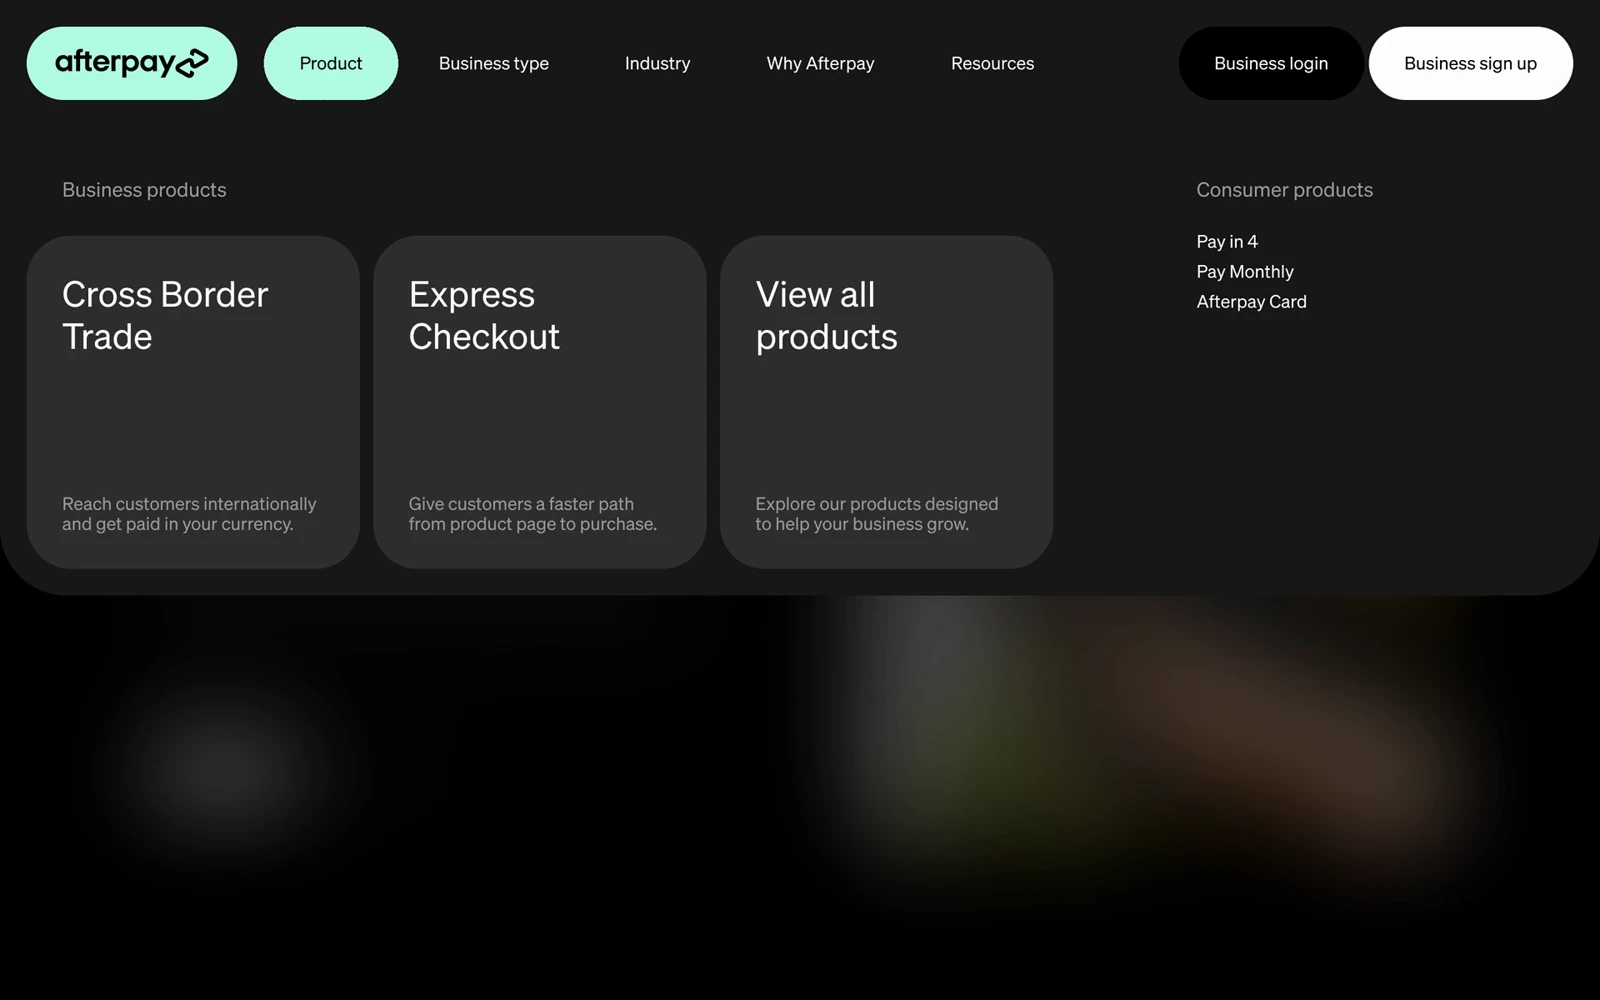 afterpay
Product
Business type
Industry
Why Afterpay
Resources
Business login
Business sign up
Business products
Cross Border
Trade
Reach customers internationally
and get paid in your currency.
Express
Checkout
Give customers a faster path
from product page to purchase.
View all
products
Explore our products designed
to help your business grow.
Consumer products
Pay in 4
Pay Monthly
Afterpay Card